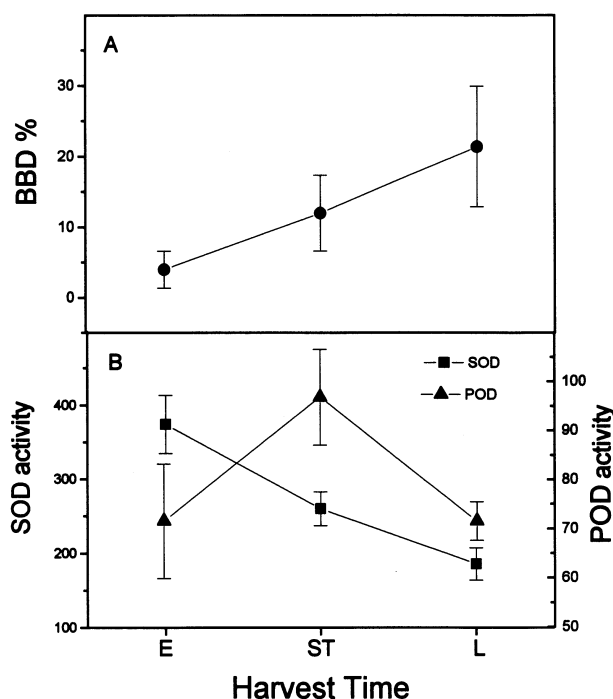 A
BBD %
30
20
10
0
B
SOD
POD
SOD activity
400
300
200
100
POD activity
100
90
80
70
60
50
E ST L
Harvest Time